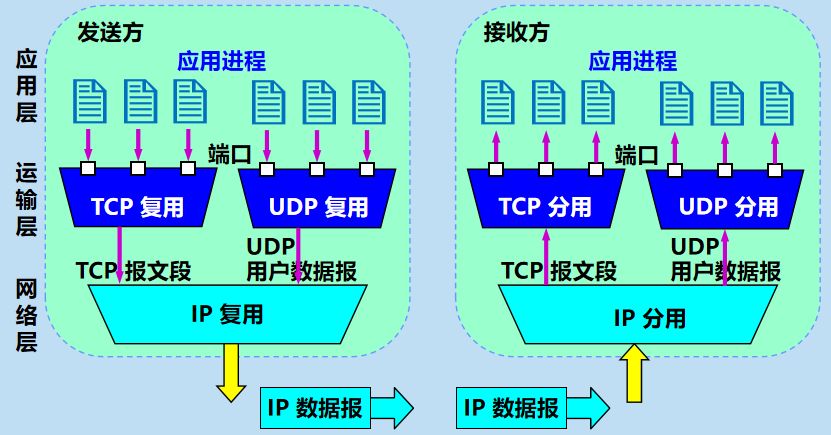 发送方
应用进程
应用层
端口
运输层
TCP 复用
UDP 复用
TCP 报文段
UDP
用户数据报
网络层
IP 复用
IP 数据报
接收方
应用进程
端口
TCP 分用
UDP 分用
TCP 报文段
UDP
用户数据报
IP 分用
IP 数据报